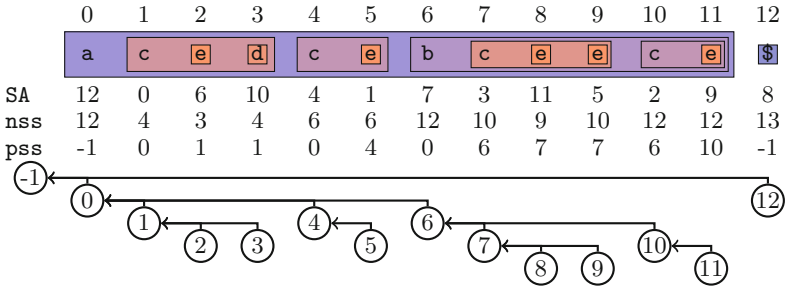 0 1 2 3 4 5 6 7 8 9 10 11 12
a c e d c e b c e e c e $
SA 12 0 6 10 4 1 7 3 11 5 2 9 8
nss 12 4 3 4 6 6 12 10 9 10 12 12 13
pss -1 0 1 1 0 4 0 6 7 7 6 10 -1
-1
0 12
1 4 6
2 3 5 7 10
8 9 11